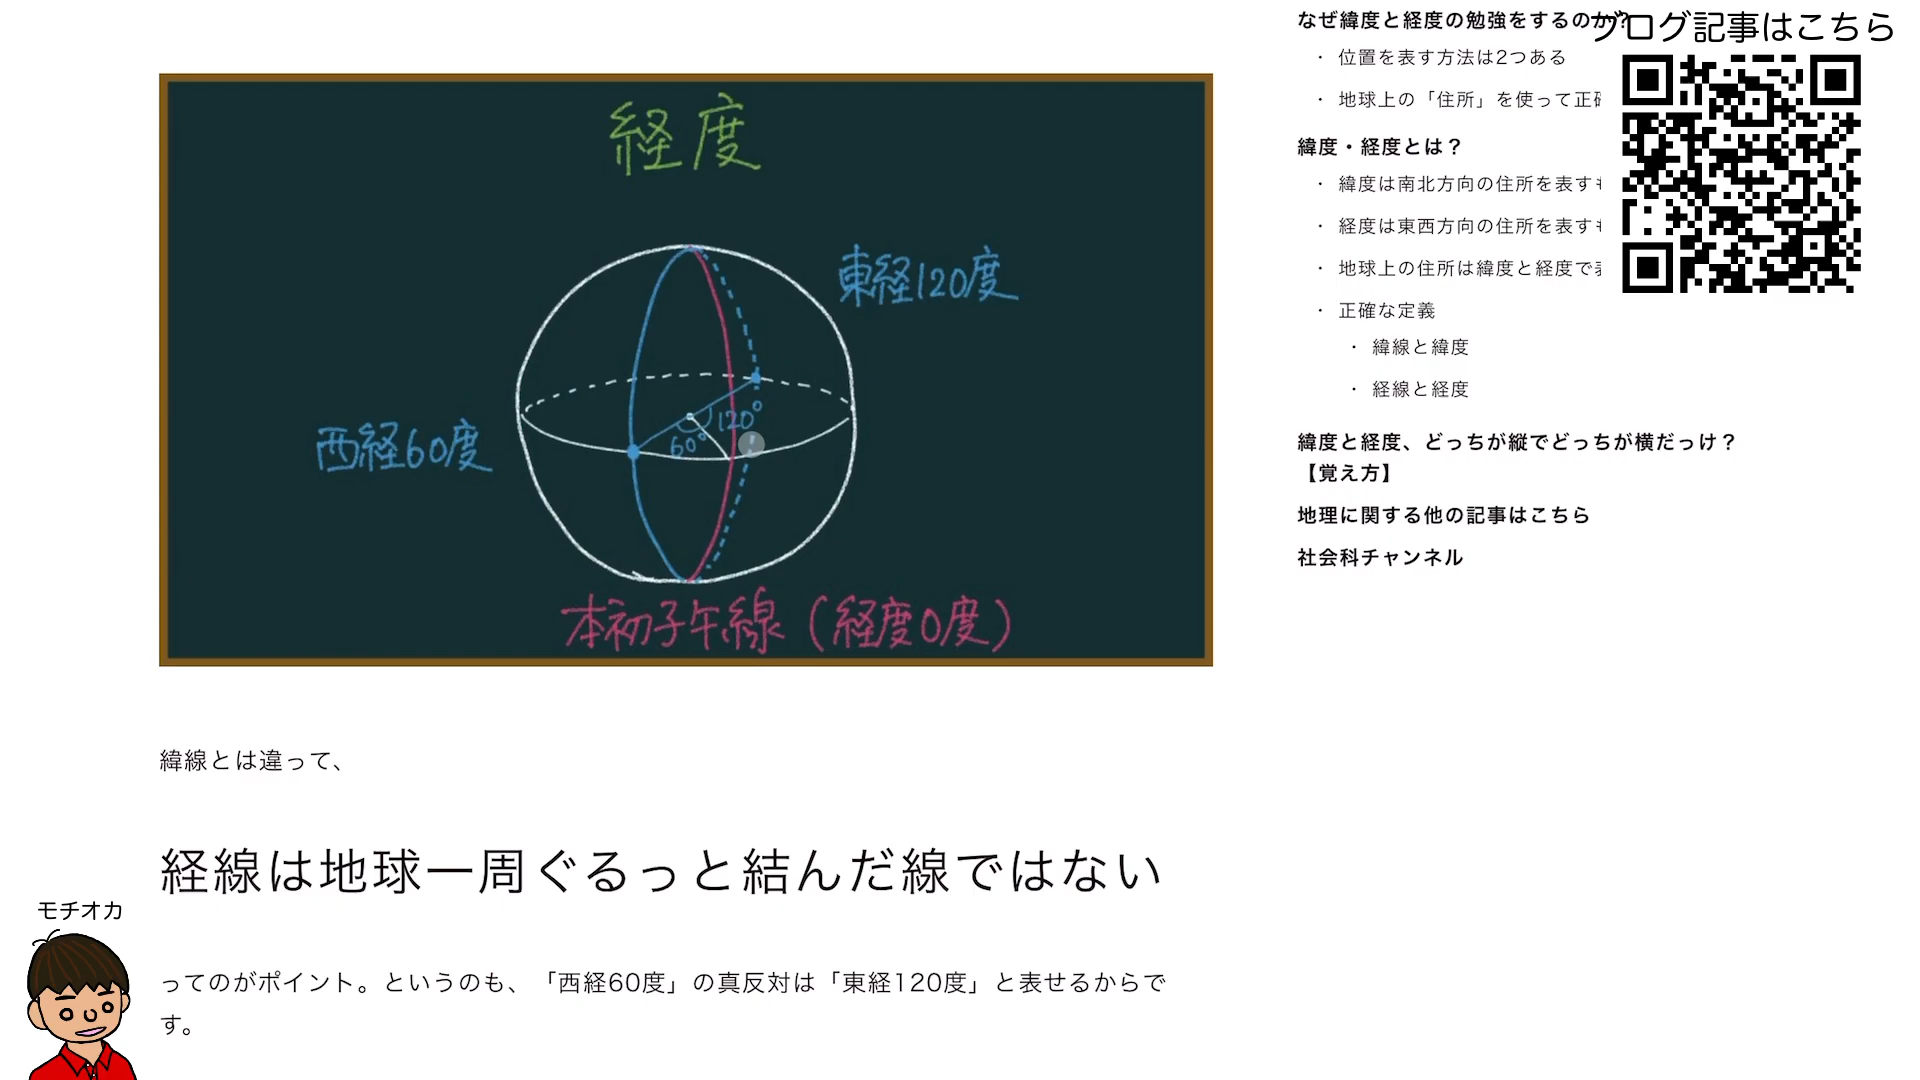 経度
東経120度
西経60度
120°
60°
本初子午線（経度0度）
緯線とは違って、
経線は地球一周ぐるっと結んだ線ではない
ってのがポイント。というのも、「西経60度」の真反対は「東経120度」と表せるからで
す。
モチオカ
なぜ緯度と経度の勉強をするのか?
・ 位置を表す方法は2つある
・ 地球上の「住所」を使って正
緯度・経度とは？
・ 緯度は南北方向の住所を表す
・ 経度は東西方向の住所を表す
・ 地球上の住所は緯度と経度で
・ 正確な定義
・ 緯線と緯度
・ 経線と経度
緯度と経度、どっちが縦でどっちが横だっけ？
【覚え方】
地理に関する他の記事はこちら
社会科チャンネル
ブログ記事はこちら